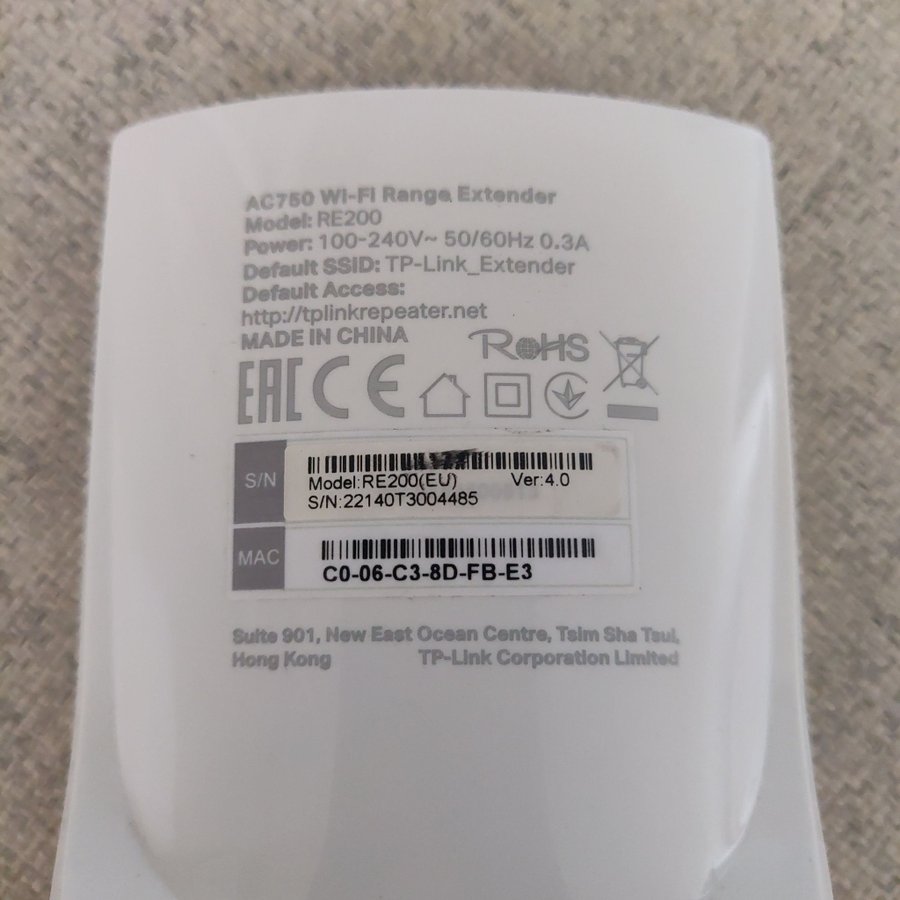 AC750 Wi-Fi Range Extender
Model: RE200
Power: 100-240V~ 50/60Hz 0.3A
Default SSID: TP-Link_Extender
Default Access:
http://tplinkrepeater.net
MADE IN CHINA
RoHS
EAC CE
S/N
Model:RE200(EU) Ver:4.0
S/N:22140T3004485
MAC
C0-06-C3-8D-FB-E3
Suite 901, New East Ocean Centre, Tsim Sha Tsui,
Hong Kong TP-Link Corporation Limited